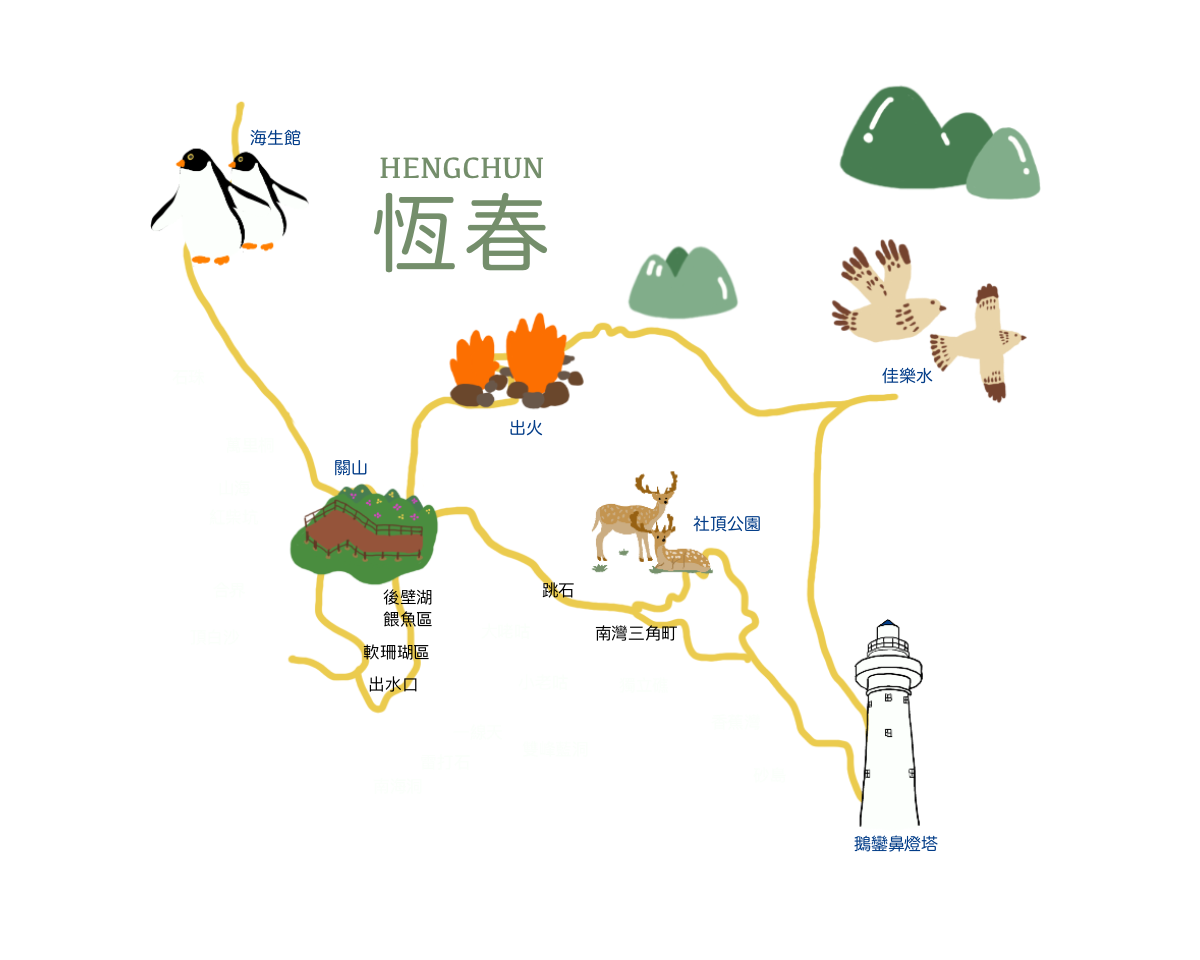 海生館
HENGCHUN
恆春
佳樂水
出火
關山
社頂公園
跳石
後壁湖
餵魚區
南灣三角町
軟珊瑚區
出水口
鵝鑾鼻燈塔